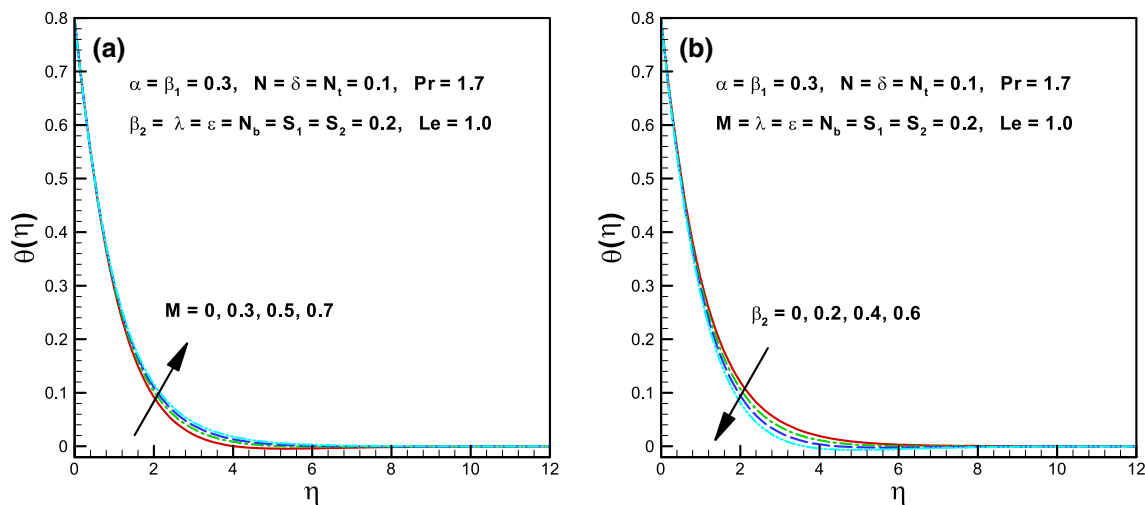 (a)
α = β₁ = 0.3, N = δ = Nₜ = 0.1, Pr = 1.7
β₂ = λ = ε = N_b = S₁ = S₂ = 0.2, Le = 1.0
M = 0, 0.3, 0.5, 0.7
θ(η)
0.8
0.7
0.6
0.5
0.4
0.3
0.2
0.1
0
0 2 4 6 8 10 12
η
(b)
α = β₁ = 0.3, N = δ = Nₜ = 0.1, Pr = 1.7
M = λ = ε = N_b = S₁ = S₂ = 0.2, Le = 1.0
β₂ = 0, 0.2, 0.4, 0.6
θ(η)
0.8
0.7
0.6
0.5
0.4
0.3
0.2
0.1
0
0 2 4 6 8 10 12
η